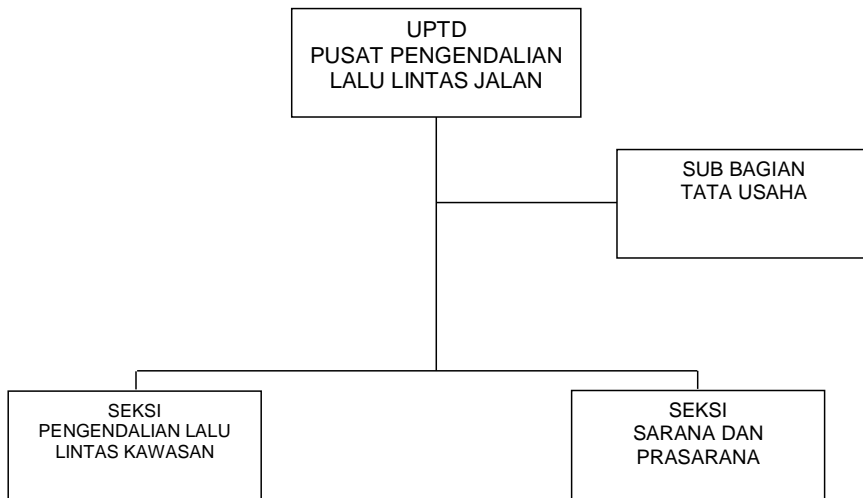 UPTD
PUSAT PENGENDALIAN
LALU LINTAS JALAN
SUB BAGIAN
TATA USAHA
SEKSI
PENGENDALIAN LALU
LINTAS KAWASAN
SEKSI
SARANA DAN
PRASARANA